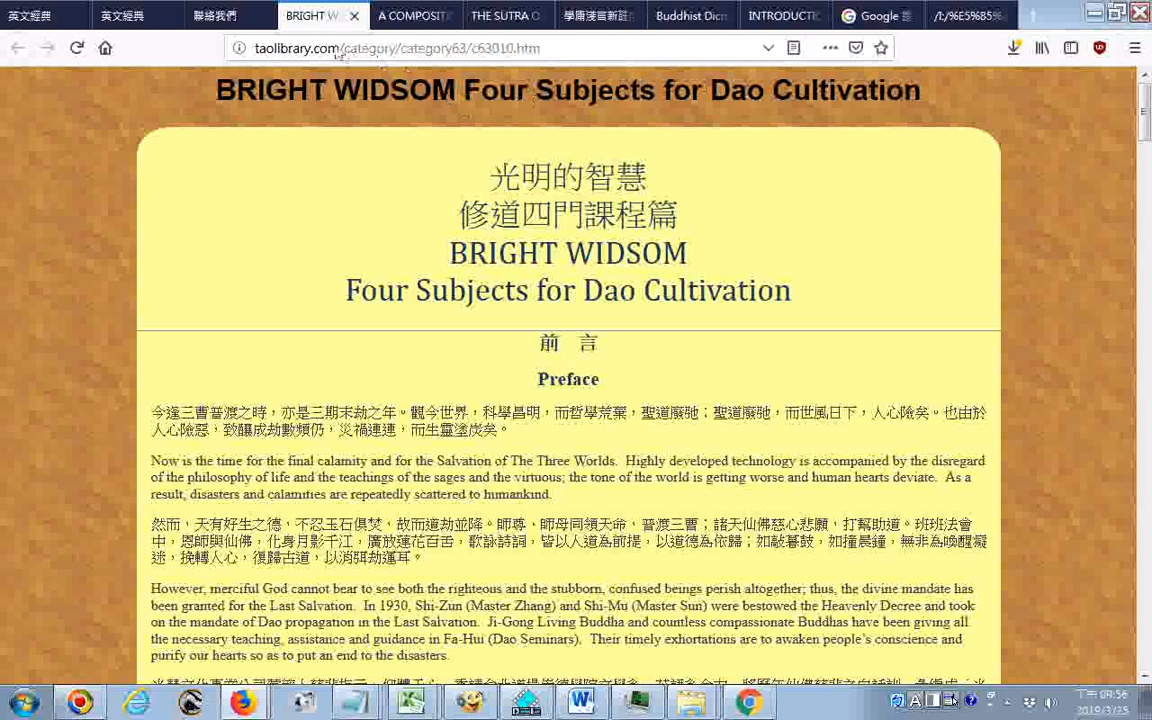 英文經典
英文經典
聯絡我們
BRIGHT W
A COMPOSIT
THE SUTRA O
學庸淺言新註
Buddhist Dict
INTRODUCTI
Google
/I:/%E59%85%
taolibrary.com/category/category63/c63010.htm
BRIGHT WIDSOM Four Subjects for Dao Cultivation
光明的智慧
修道四門課程篇
BRIGHT WIDSOM
Four Subjects for Dao Cultivation
前 言
Preface
今逢三曹普渡之時，亦是三期末劫之年。觀今世界，科學昌明，而哲學荒棄，聖道廢弛；聖道廢弛，而世風日下，人心險矣。也由於
人心險惡，致釀成劫數頻仍，災禍連連，而生靈塗炭矣。
Now is the time for the final calamity and for the Salvation of The Three Worlds. Highly developed technology is accompanied by the disregard
of the philosophy of life and the teachings of the sages and the virtuous; the tone of the world is getting worse and human hearts deviate. As a
result, disasters and calamities are repeatedly scattered to humankind.
然而，天有好生之德，不忍玉石俱焚，故而道劫並降。師尊、師母同領天命，普渡三曹；諸天仙佛慈心悲願，打幫助道。班班法會
中，恩師與仙佛，化身月影千江，廣放蓮花百舌，歌詠詩詞，皆以人道為前提，以道德為依歸；如敲暮鼓，如撞晨鐘，無非為喚醒癡
迷，挽轉人心，復歸古道，以消弭劫運耳。
However, merciful God cannot bear to see both the righteous and the stubborn, confused beings perish altogether; thus, the divine mandate has
been granted for the Last Salvation. In 1930, Shi-Zun (Master Zhang) and Shi-Mu (Master Sun) were bestowed the Heavenly Decree and took
on the mandate of Dao propagation in the Last Salvation. Ji-Gong Living Buddha and countless compassionate Buddhas have been giving all
the necessary teaching, assistance and guidance in Fa-Hui (Dao Seminars). Their timely exhortations are to awaken people's conscience and
purify our hearts so as to put an end to the disasters.
下午 08:56
2019/3/25